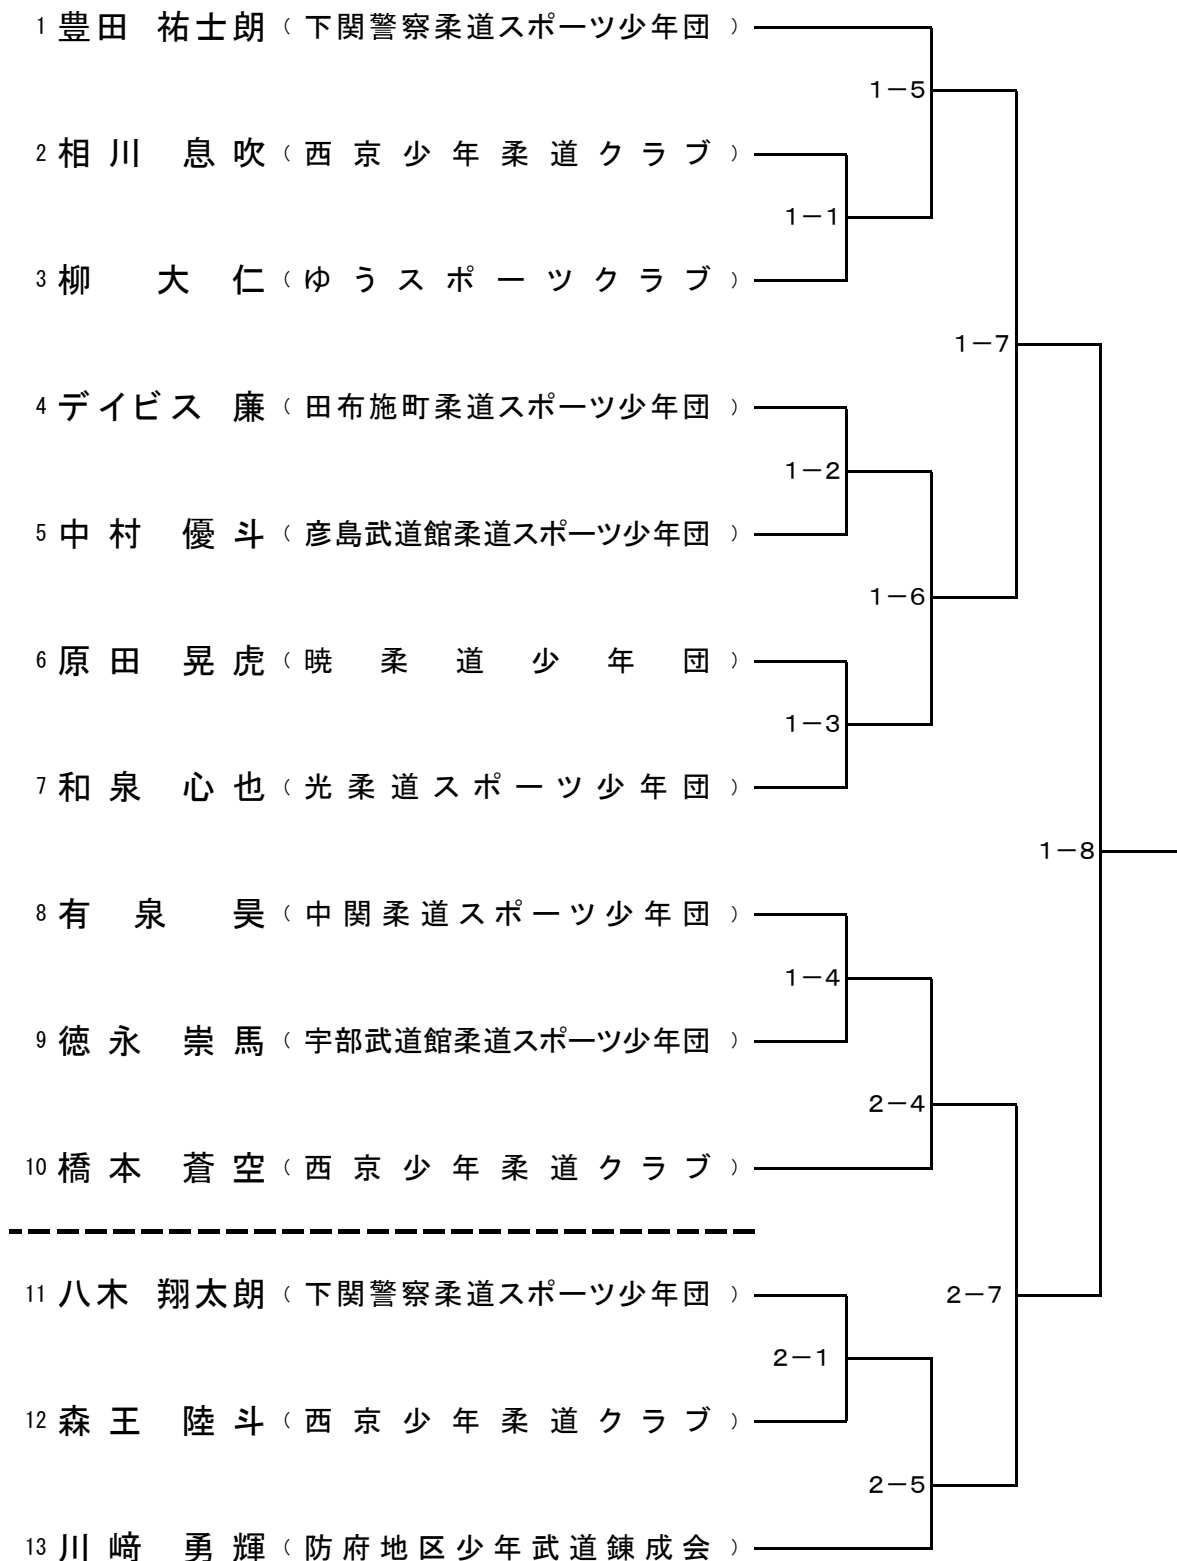 1 豊田 祐士朗 （ 下関警察柔道スポーツ少年団 ）
1－5
2 相川 息吹 （ 西京少年柔道クラブ ）
1－1
3 柳 大仁 （ ゆうスポーツクラブ ）
1－7
4 デイビス 廉 （ 田布施町柔道スポーツ少年団 ）
1－2
5 中村 優斗 （ 彦島武道館柔道スポーツ少年団 ）
1－6
6 原田 晃虎 （ 暁柔道少年団 ）
1－3
7 和泉 心也 （ 光柔道スポーツ少年団 ）
1－8
8 有泉 昊 （ 中関柔道スポーツ少年団 ）
1－4
9 徳永 崇馬 （ 宇部武道館柔道スポーツ少年団 ）
2－4
10 橋本 蒼空 （ 西京少年柔道クラブ ）
11 八木 翔太朗 （ 下関警察柔道スポーツ少年団 ）
2－7
2－1
12 森王 陸斗 （ 西京少年柔道クラブ ）
2－5
13 川﨑 勇輝 （ 防府地区少年武道錬成会 ）